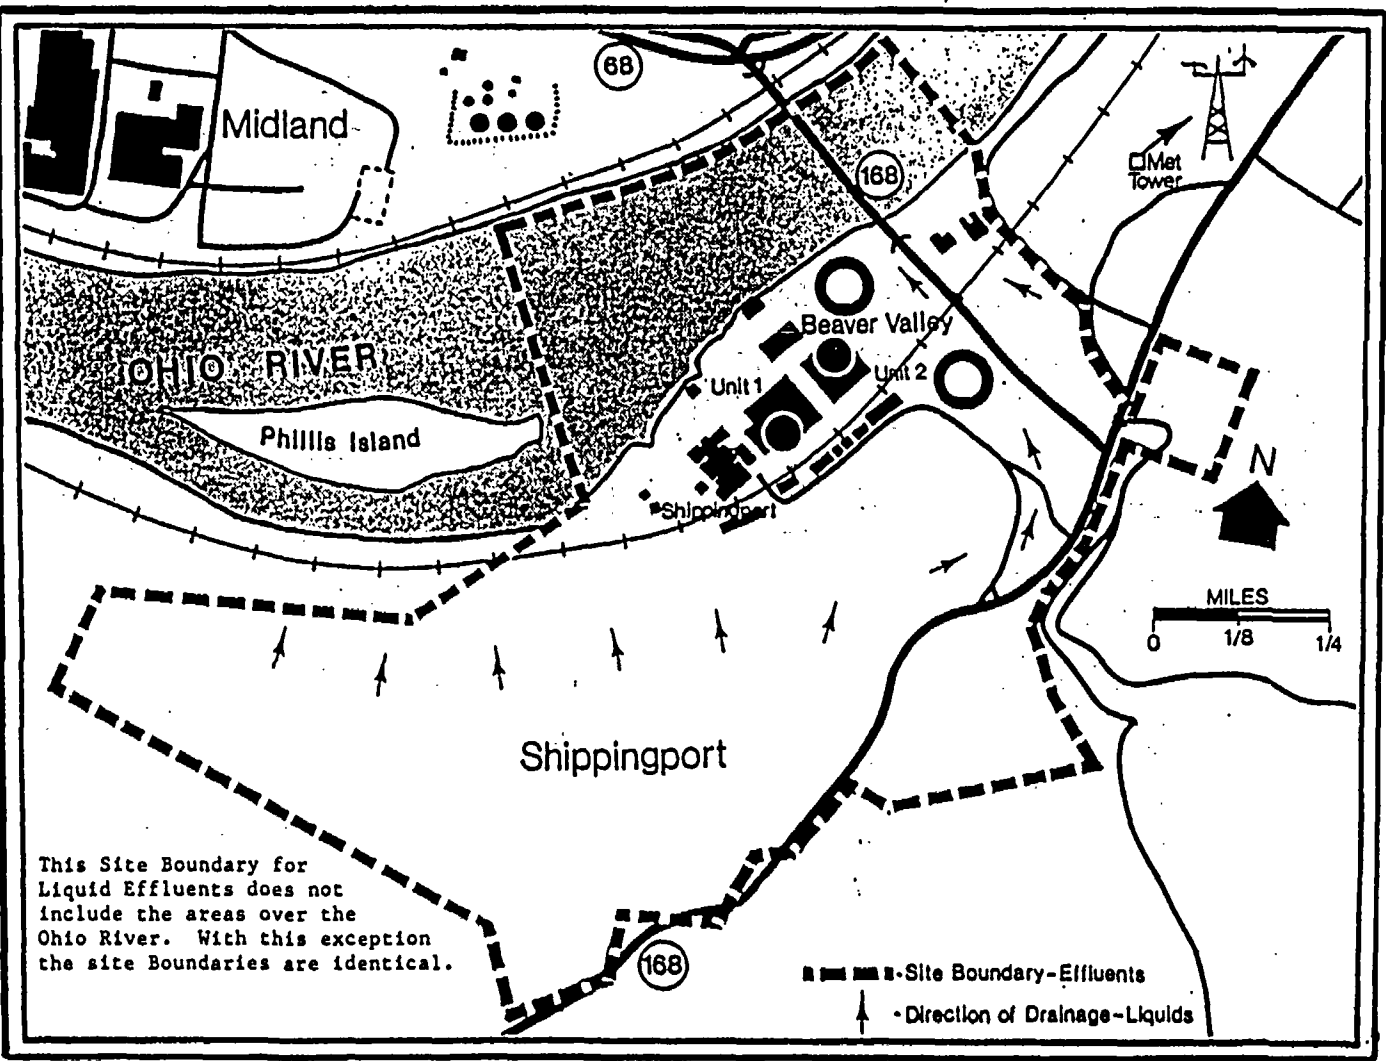 68
Midland
168
Met
Tower
Beaver Valley
OHIO RIVER
Unit 1
Unit 2
Phillis Island
N
Shippingport
MILES
0 1/8 1/4
Shippingport
This Site Boundary for
Liquid Effluents does not
include the areas over the
Ohio River. With this exception
the site Boundaries are identical.
168
Site Boundary-Effluents
Direction of Drainage-Liquids